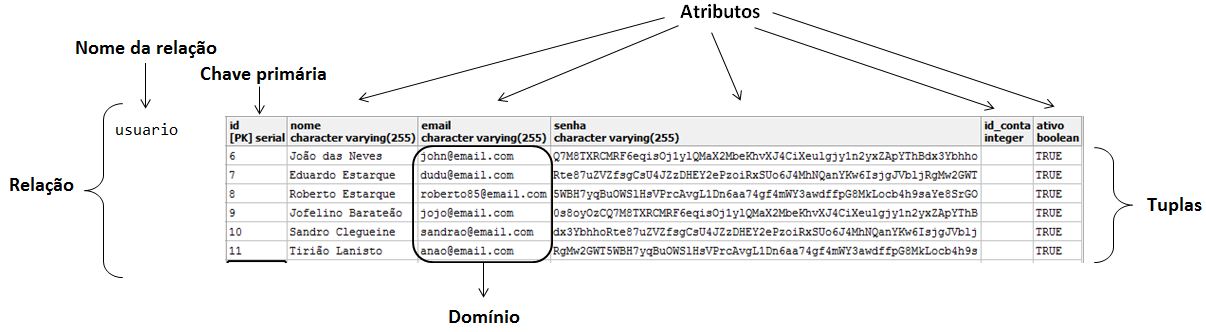 Atributos
Nome da relação
Chave primária
usuario
id nome email senha id_conta ativo
[PK] serial character varying(255) character varying(255) character varying(255) integer boolean
6 João das Neves john@email.com Q7M8TXRCMRF6eqisOj1ylQMaX2MbeKhvXJ4CiXeulgjy1n2yxZApYThBdx3Ybhho TRUE
7 Eduardo Estarque dudu@email.com Rte87uZVZfsgCsU4JZzDHEY2ePzoiRxSUo6J4MhNQanYKw6IsjgJVbljRgMw2GWT TRUE
8 Roberto Estarque roberto85@email.com 5WBH7yqBuOWSlHsVPrcAvgL1Dn6aa74gf4mWY3awdffpG8MkLocb4h9saYe8SrGO TRUE
9 Jofelino Barateão jojo@email.com 0s8oyOzCQ7M8TXRCMRF6eqisOj1ylQMaX2MbeKhvXJ4CiXeulgjy1n2yxZApYThB TRUE
10 Sandro Clegueine sandrao@email.com dx3YbhhoRte87uZVZfsgCsU4JZzDHEY2ePzoiRxSUo6J4MhNQanYKw6IsjgJVblj TRUE
11 Tirião Lanisto anao@email.com RgMw2GWT5WBH7yqBuOWSlHsVPrcAvgL1Dn6aa74gf4mWY3awdffpG8MkLocb4h9s TRUE
Relação
Tuplas
Domínio